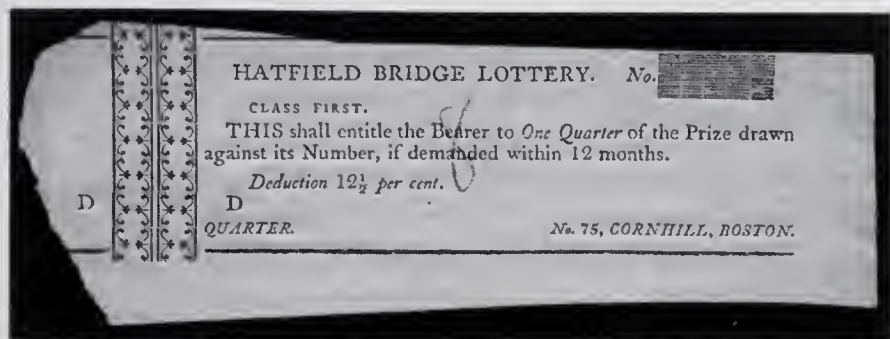 HATFIELD BRIDGE LOTTERY. No.
CLASS FIRST.
THIS shall entitle the Bearer to One Quarter of the Prize drawn
against its Number, if demanded within 12 months.
Deduction 12½ per cent.
D D
QUARTER. No. 75, CORNHILL, BOSTON.